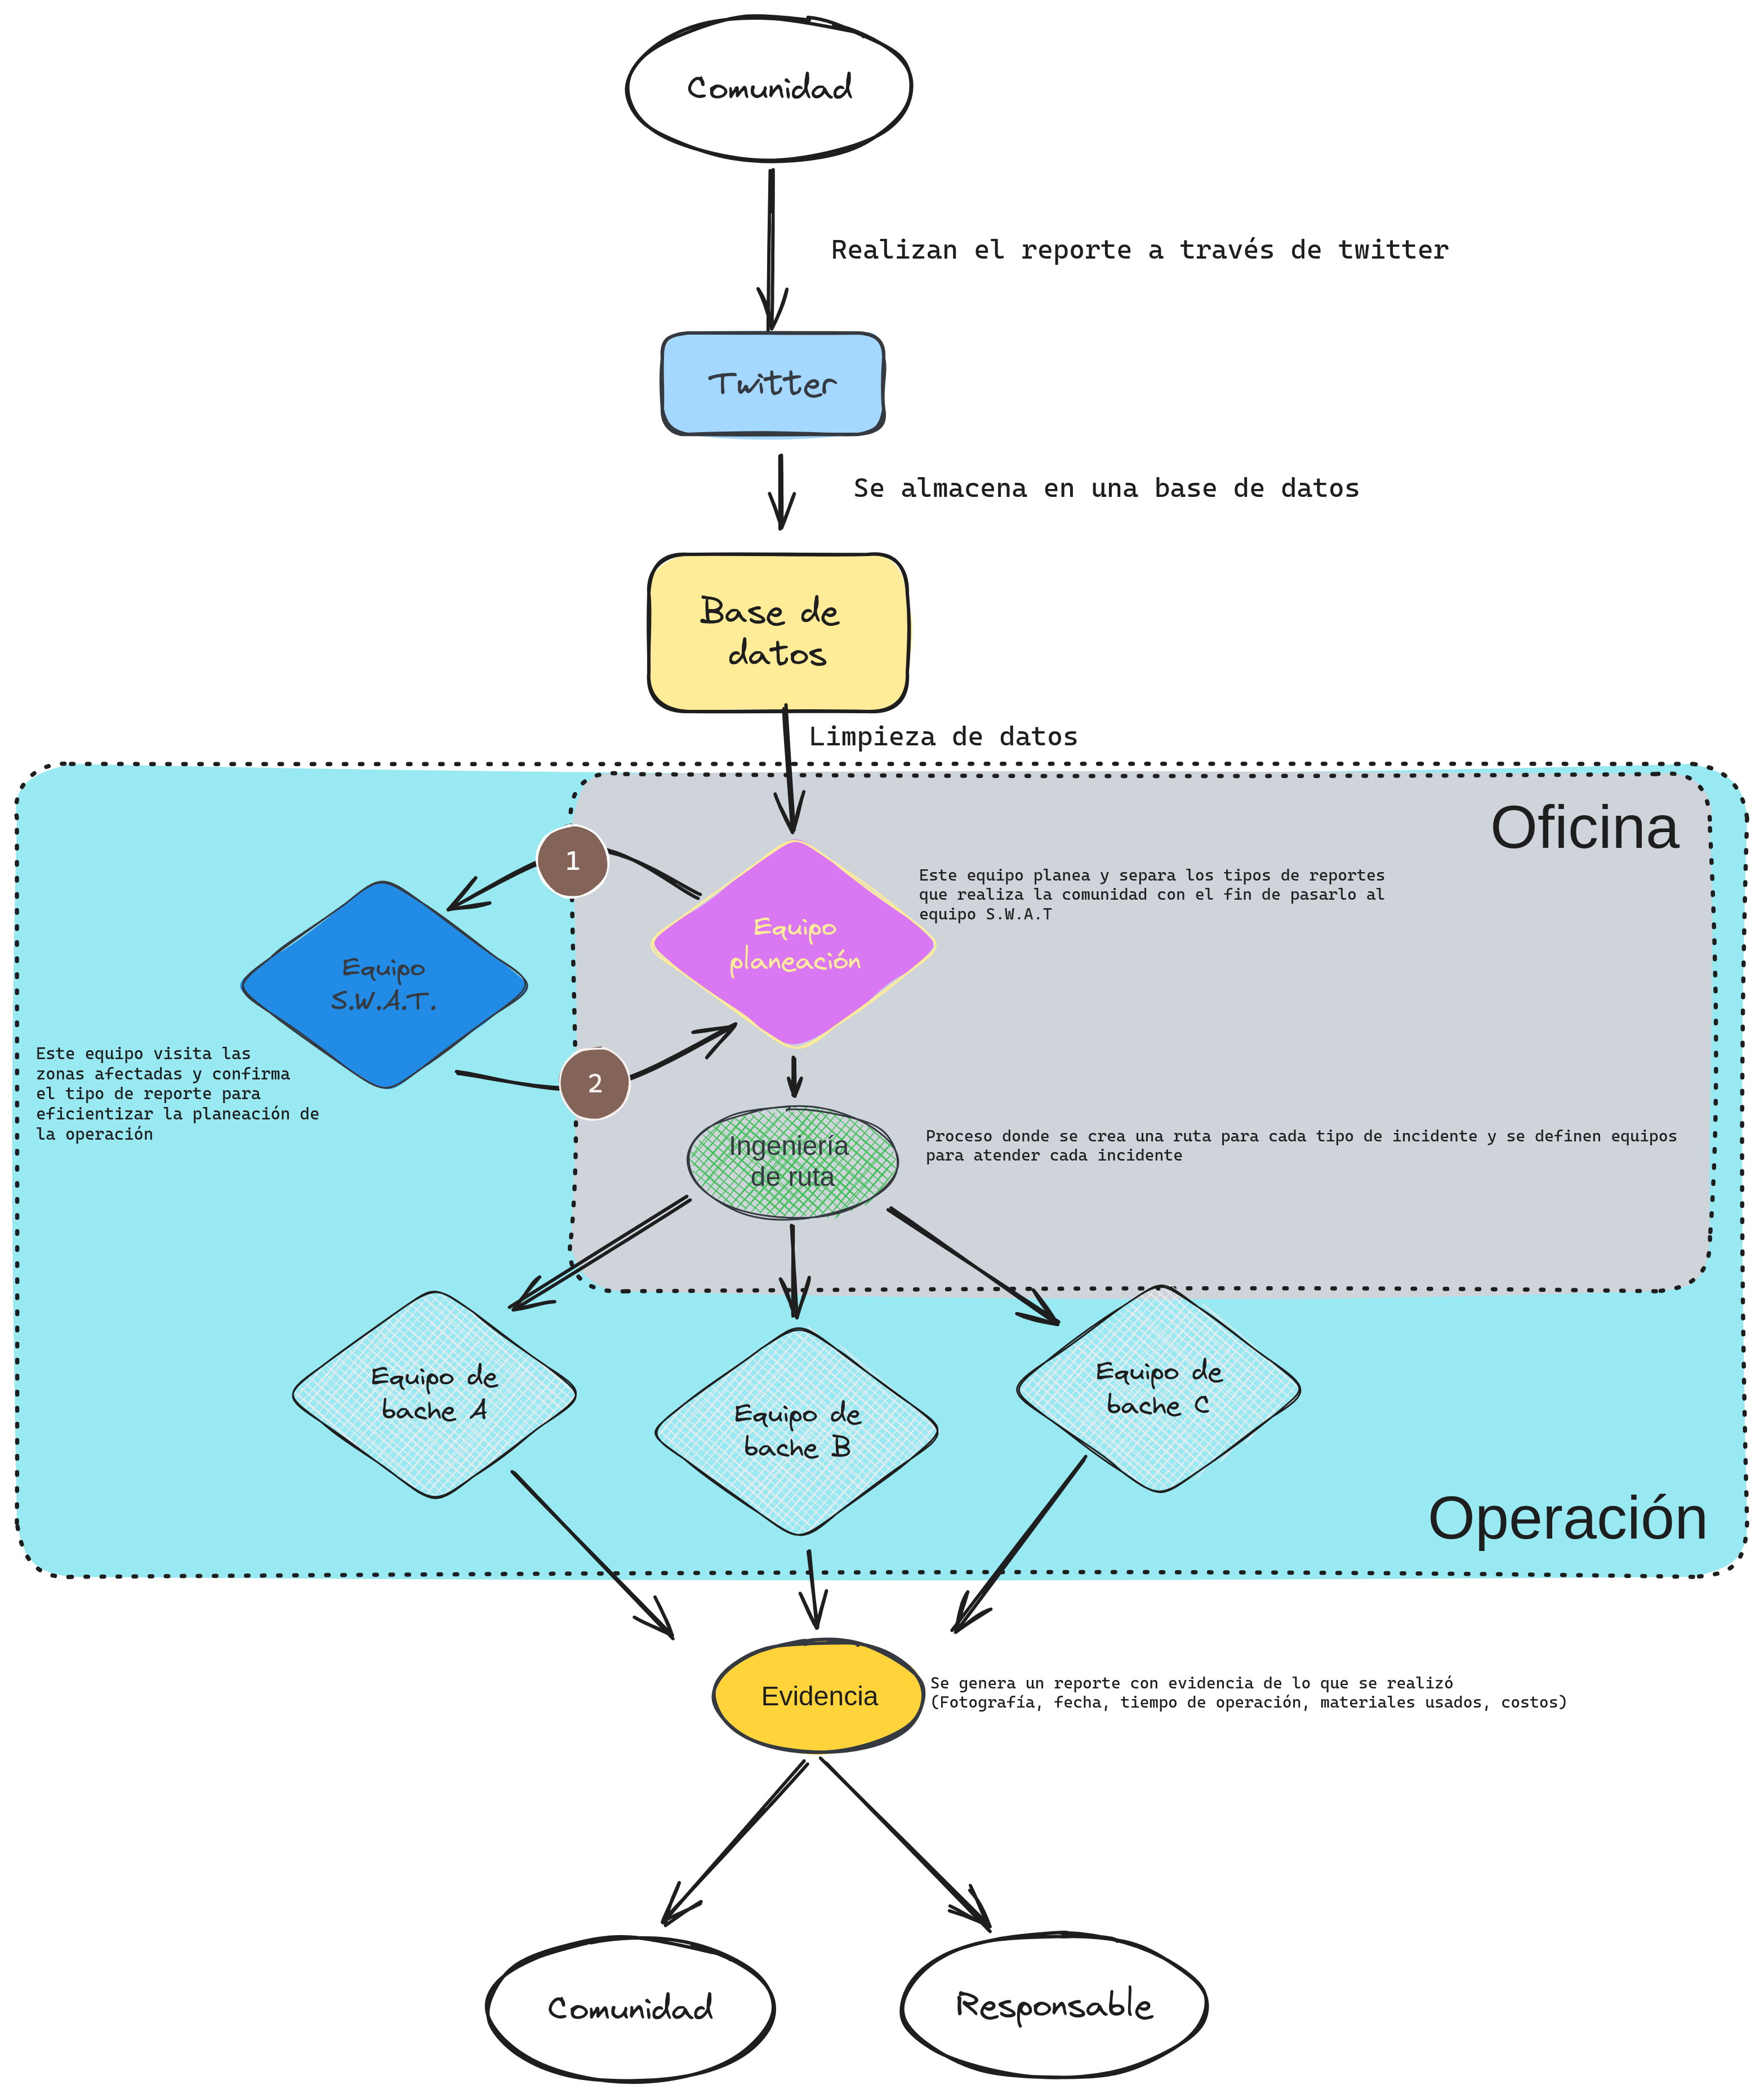 Comunidad
Realizan el reporte a través de twitter
Twitter
Se almacena en una base de datos
Base de
datos
Limpieza de datos
Oficina
1
Este equipo planea y separa los tipos de reportes
que realiza la comunidad con el fin de pasarlo al
equipo S.W.A.T
Equipo
planeación
Equipo
S.W.A.T.
Este equipo visita las
zonas afectadas y confirma
el tipo de reporte para
eficientizar la planeación de
la operación
2
Ingeniería
de ruta
Proceso donde se crea una ruta para cada tipo de incidente y se definen equipos
para atender cada incidente
Equipo de
bache A
Equipo de
bache B
Equipo de
bache C
Operación
Evidencia
Se genera un reporte con evidencia de lo que se realizó
(Fotografía, fecha, tiempo de operación, materiales usados, costos)
Comunidad
Responsable